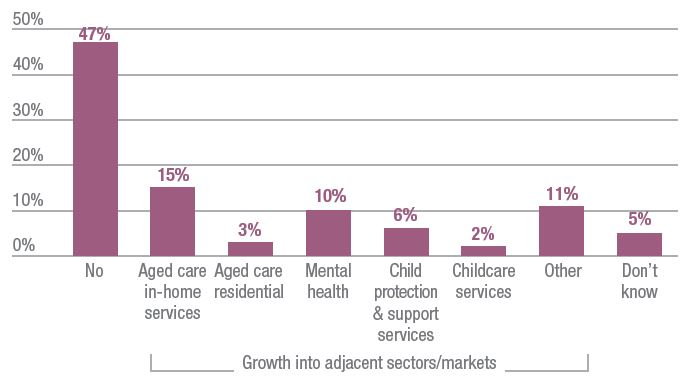 50%
40%
30%
20%
10%
0%
47%
15%
3%
10%
6%
2%
11%
5%
No
Aged care
in-home
services
Aged care
residential
Mental
health
Child
protection
& support
services
Childcare
services
Other
Don’t
know
Growth into adjacent sectors/markets